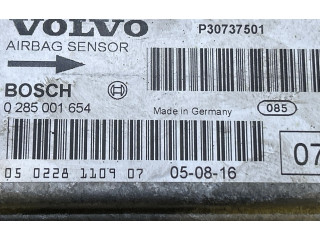 VOLVO P30737501
AIRBAG SENSOR
BOSCH
0 285 001 654 Made in Germany 085
07
05 0228 1109 07 05-08-16